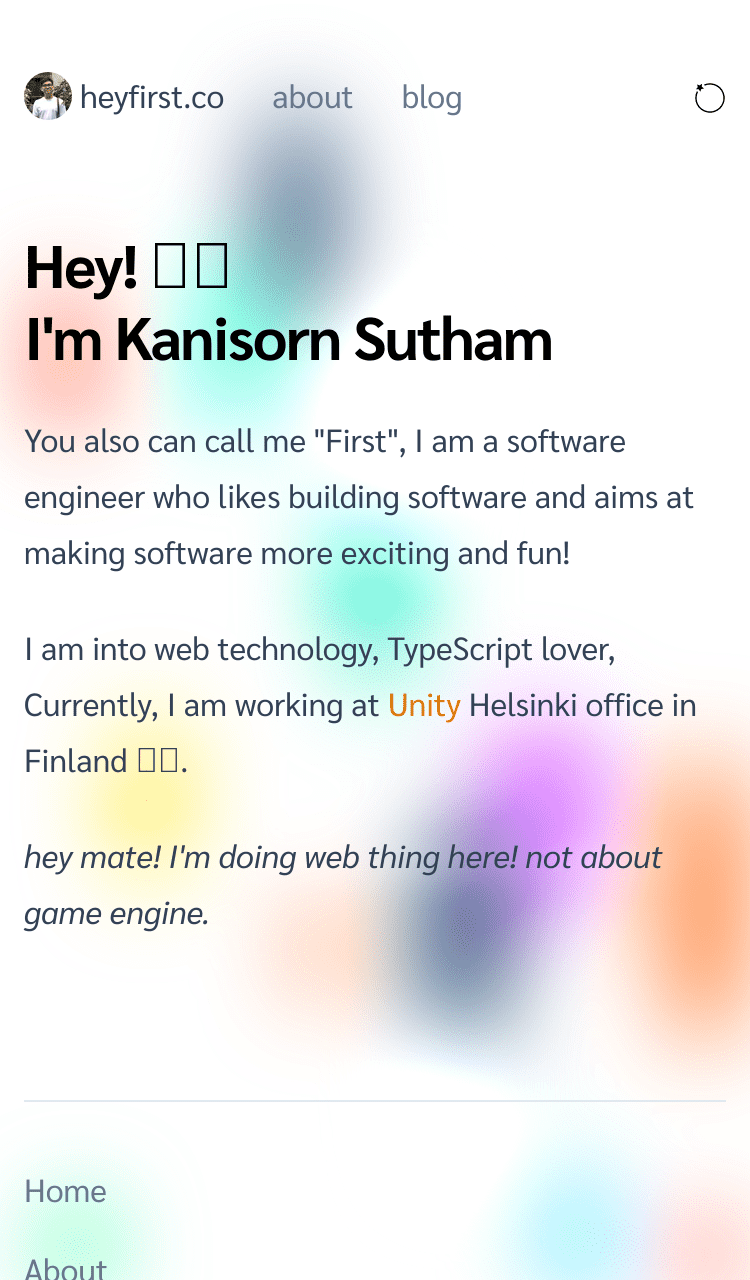 heyfirst.co about blog
Hey!
I'm Kanisorn Sutham
You also can call me "First", I am a software
engineer who likes building software and aims at
making software more exciting and fun!
I am into web technology, TypeScript lover,
Currently, I am working at Unity Helsinki office in
Finland .
hey mate! I'm doing web thing here! not about
game engine.
Home
About